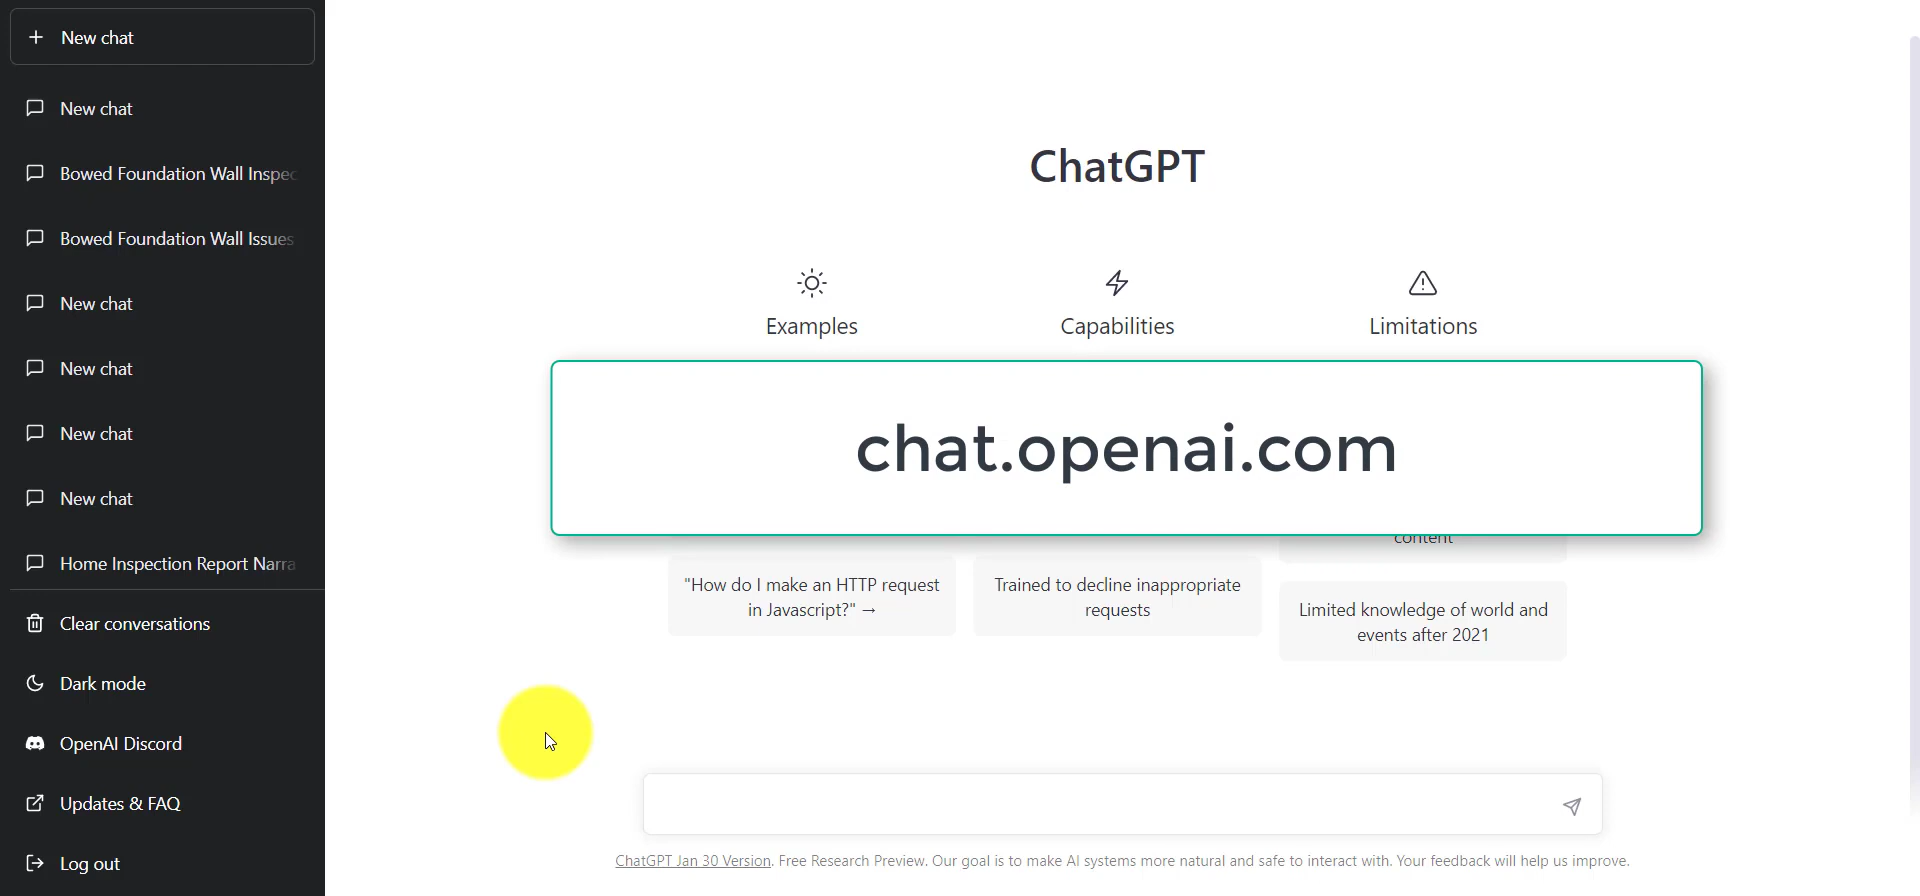 New chat
New chat
Bowed Foundation Wall Inspec
Bowed Foundation Wall Issues
New chat
New chat
New chat
New chat
Home Inspection Report Narra
Clear conversations
Dark mode
OpenAI Discord
Updates & FAQ
Log out
ChatGPT
Examples
Capabilities
Limitations
chat.openai.com
content
"How do I make an HTTP request
in Javascript?" →
Trained to decline inappropriate
requests
Limited knowledge of world and
events after 2021
ChatGPT Jan 30 Version. Free Research Preview. Our goal is to make AI systems more natural and safe to interact with. Your feedback will help us improve.